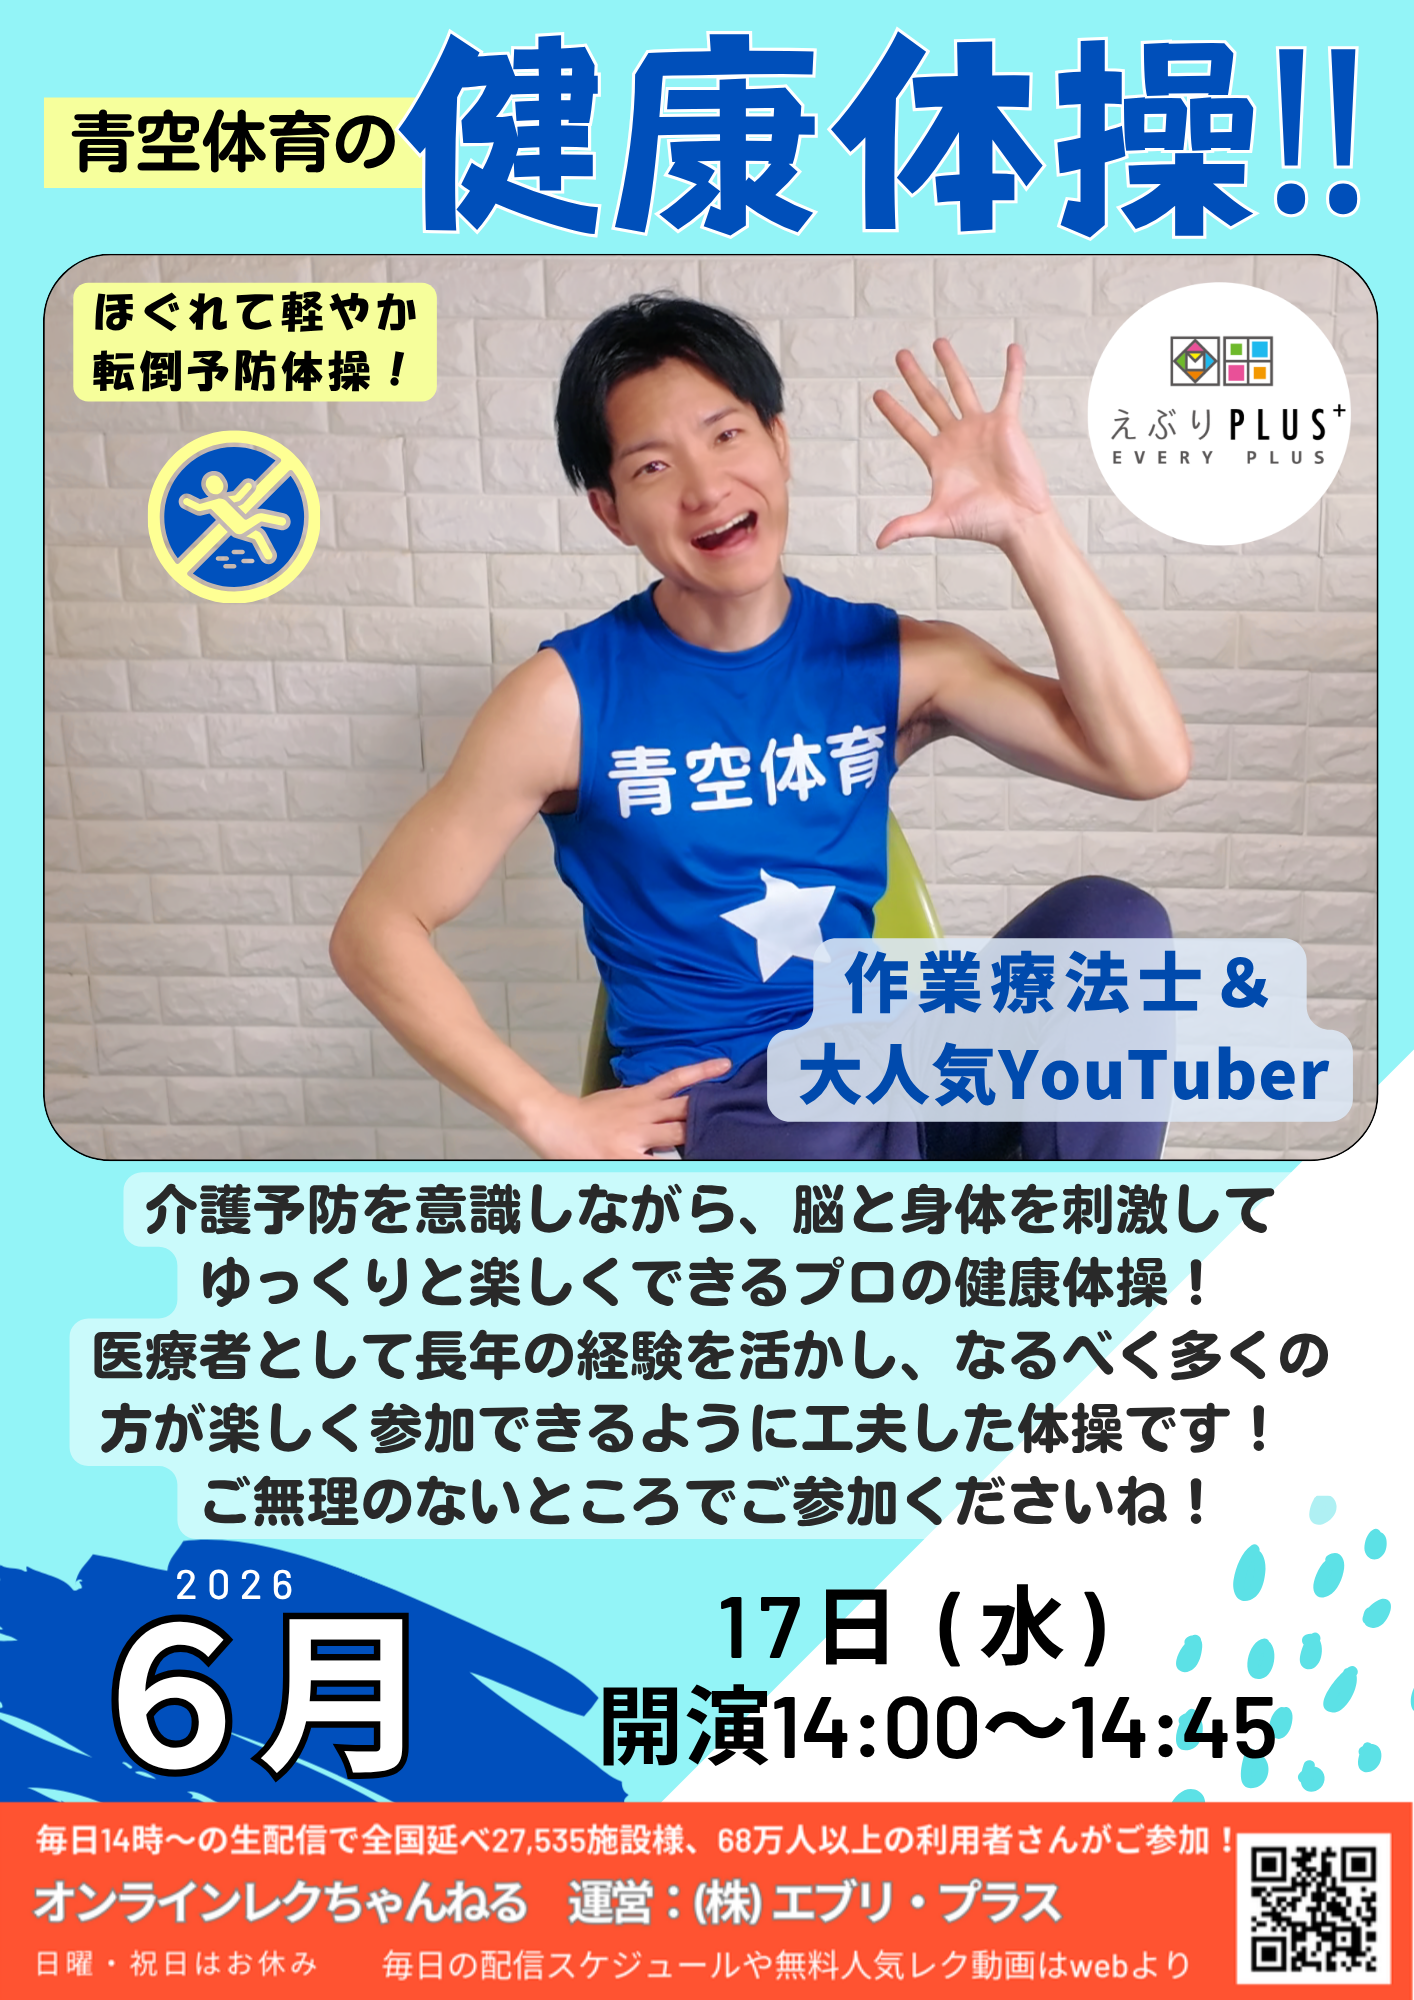 青空体育の健康体操!!
ほぐれて軽やか
転倒予防体操！
えぶりPLUS+
EVERY PLUS
青空体育
作業療法士＆
大人気YouTuber
介護予防を意識しながら、脳と身体を刺激して
ゆっくりと楽しくできるプロの健康体操！
医療者として長年の経験を活かし、なるべく多くの
方が楽しく参加できるように工夫した体操です！
ご無理のないところでご参加くださいね！
2026
6月
17日（水）
開演14:00〜14:45
毎日14時〜の生配信で全国延べ27,535施設様、68万人以上の利用者さんがご参加！
オンラインレクちゃんねる　運営：(株) エブリ・プラス
日曜・祝日はお休み　毎日の配信スケジュールや無料人気レク動画はwebより